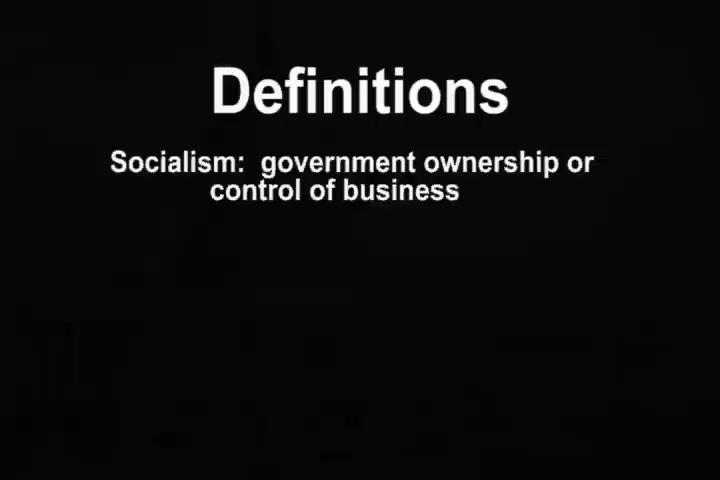 Definitions
Socialism: government ownership or
control of business